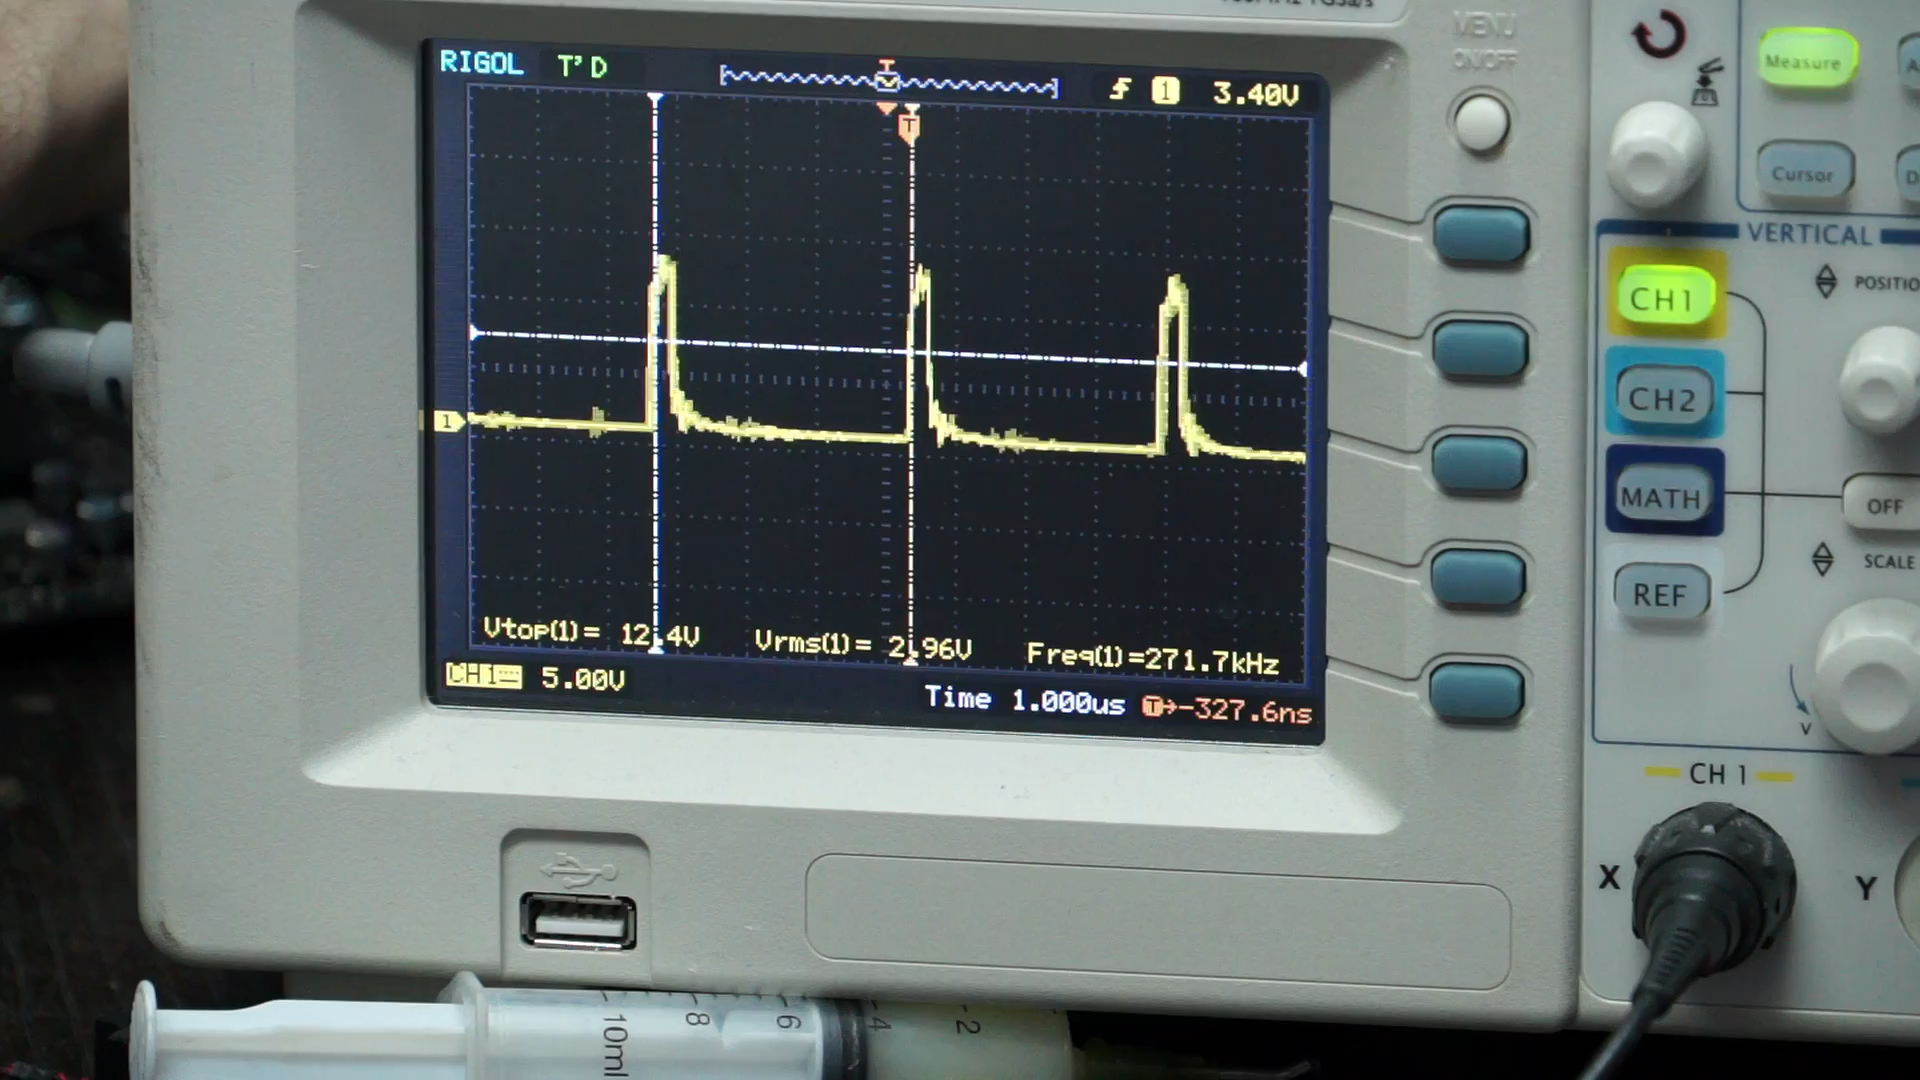 RIGOL T'D T 1 3.40V
T
1
Vtop(1)= 12.4V Vrms(1)= 2.96V Freq(1)=271.7kHz
CH1 5.00V Time 1.000us T→-327.6ns
MENU
ON/OFF
Measure
Cursor
VERTICAL
CH1
CH2
MATH
REF
POSITIO
OFF
SCALE
V
CH 1
X
Y
10ml 8 6 4 2